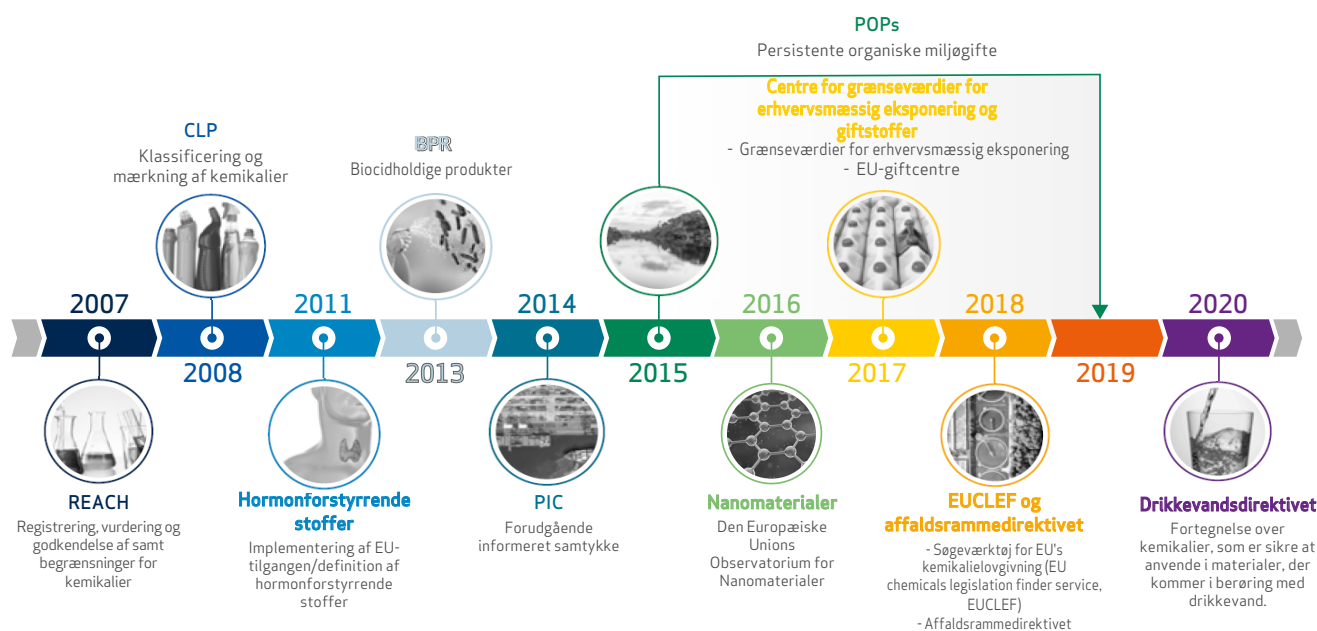 POPs
Persistente organiske miljøgifte
Centre for grænseværdier for
erhvervsmæssig eksponering og
giftstoffer
- Grænseværdier for erhvervsmæssig eksponering
- EU-giftcentre
CLP
Klassificering og
mærkning af kemikalier
BPR
Biocidholdige produkter
2007
2008
2011
2013
2014
2015
2016
2017
2018
2019
2020
REACH
Registrering, vurdering og
godkendelse af samt
begrænsninger for
kemikalier
Hormonforstyrrende
stoffer
Implementering af EU-
tilgangen/definition af
hormonforstyrrende
stoffer
PIC
Forudgående
informeret samtykke
Nanomaterialer
Den Europæiske
Unions
Observatorium for
Nanomaterialer
EUCLEF og
affaldsrammedirektivet
- Søgeværktøj for EU's
kemikalielovgivning (EU
chemicals legislation finder service,
EUCLEF)
- Affaldsrammedirektivet
Drikkevandsdirektivet
Fortegnelse over
kemikalier, som er sikre at
anvende i materialer, der
kommer i berøring med
drikkevand.